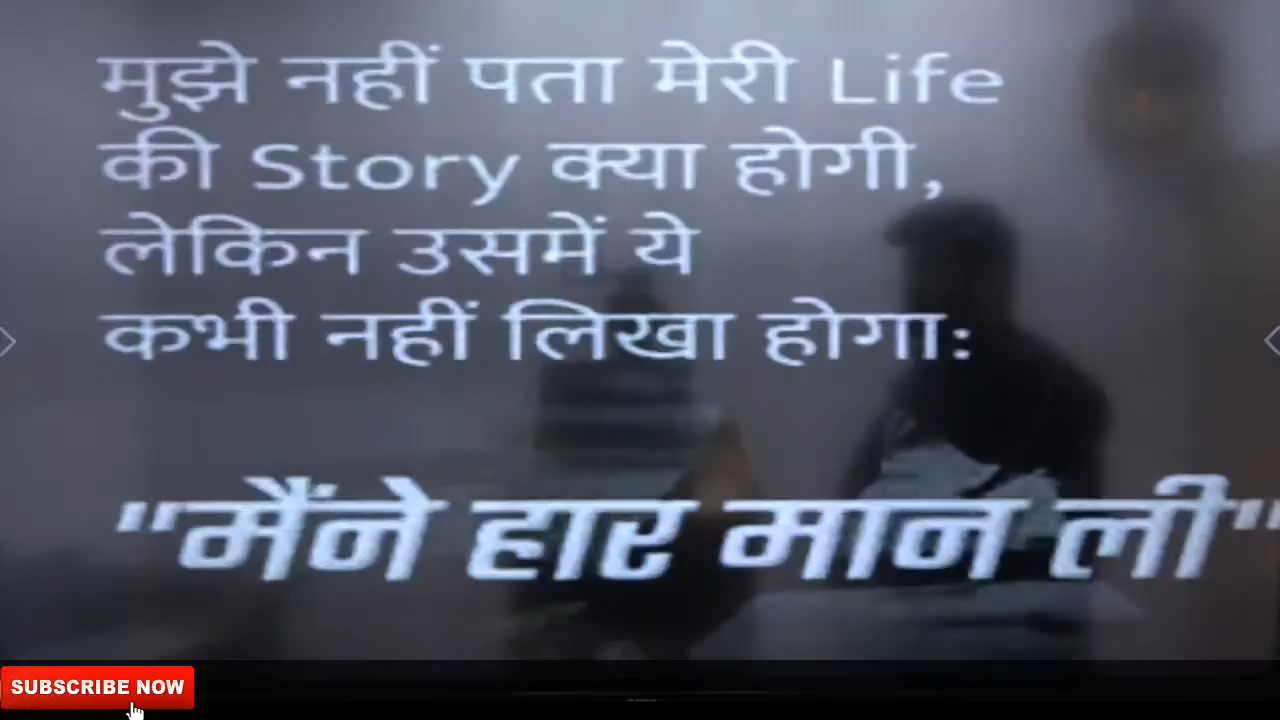 मुझे नहीं पता मेरी Life
की Story क्या होगी,
लेकिन उसमें ये
कभी नहीं लिखा होगा:
"मैंने हार मान ली"
SUBSCRIBE NOW